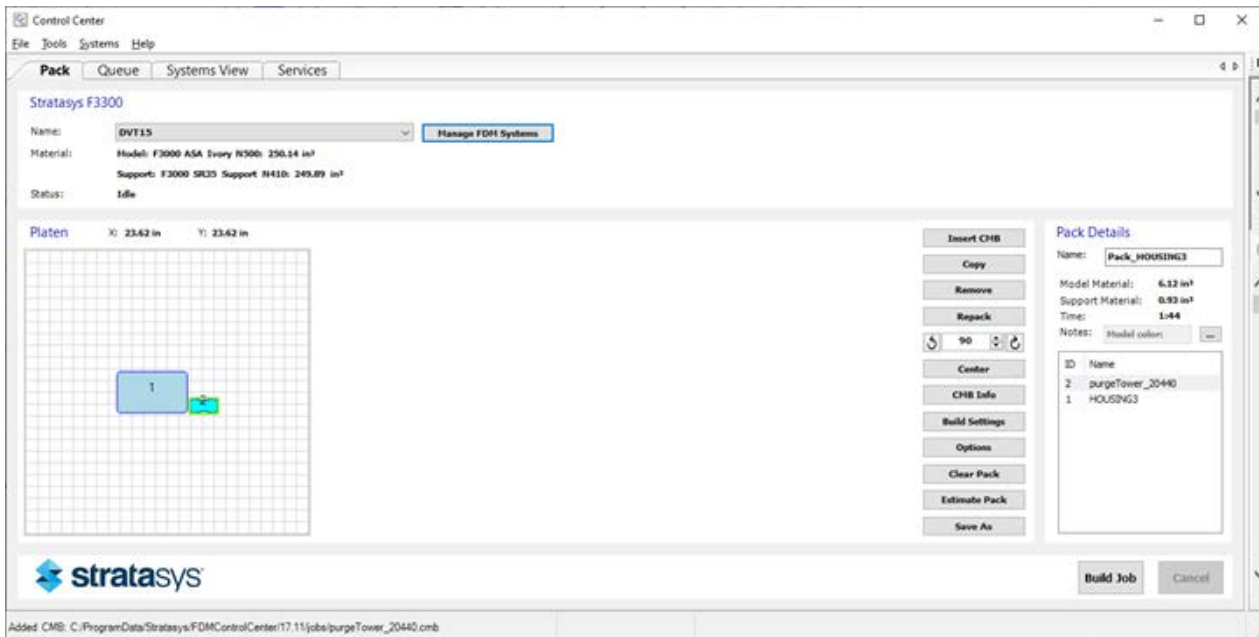 Control Center
File Tools Systems Help
Pack Queue Systems View Services
Stratasys F3300
Name: DVT15 Manage FDM Systems
Material: Model: F3000 ASA Ivory N500: 250.14 in³
Support: F3000 SR35 Support N410: 249.89 in³
Status: Idle
Platen X: 23.62 in Y: 23.62 in
1
2
Insert CMB
Copy
Remove
Repack
90
Center
CMB Info
Build Settings
Options
Clear Pack
Estimate Pack
Save As
Pack Details
Name: Pack_HOUSING3
Model Material: 6.12 in³
Support Material: 0.93 in³
Time: 1:44
Notes: Model color: ...
ID Name
2 purgeTower_20440
1 HOUSING3
stratasys
Build Job Cancel
Added CMB: C:/ProgramData/Stratasys/FDMControlCenter/17.11/jobs/purgeTower_20440.cmb